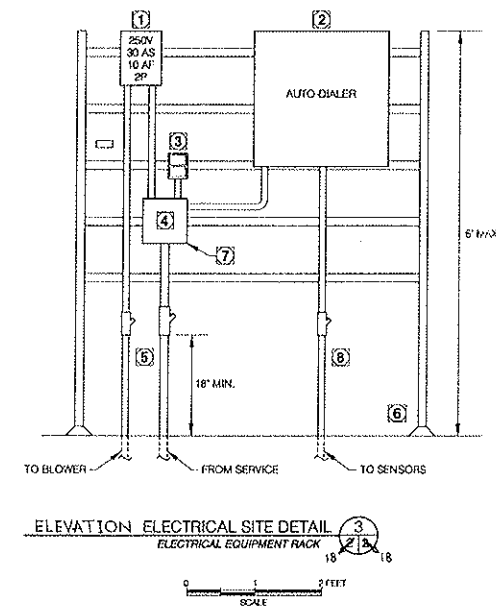 1
2
250V
30 AS
10 AF
2P
AUTO-DIALER
3
4
7
6' MAX
5
8
18" MIN.
6
TO BLOWER
FROM SERVICE
TO SENSORS
ELEVATION ELECTRICAL SITE DETAIL
3
ELECTRICAL EQUIPMENT RACK
18
18
0 1 2 FEET
SCALE